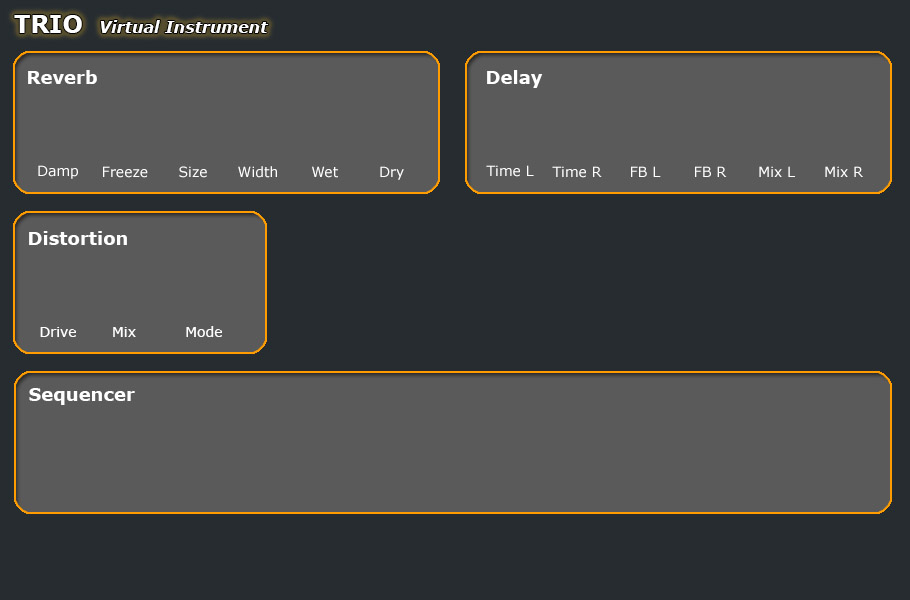 TRIO Virtual Instrument
Reverb
Damp Freeze Size Width Wet Dry
Delay
Time L Time R FB L FB R Mix L Mix R
Distortion
Drive Mix Mode
Sequencer